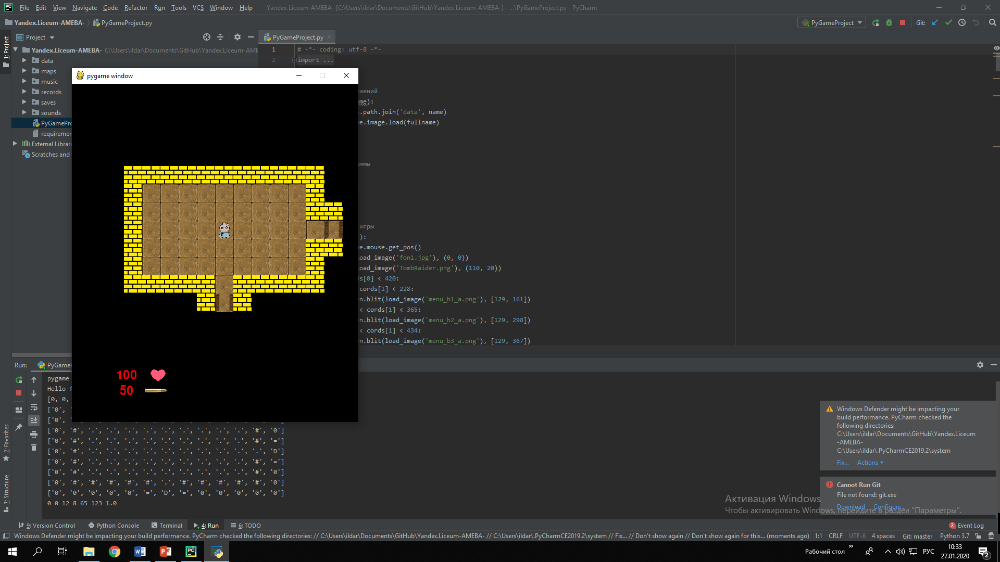 File Edit View Navigate Code Refactor Run Tools VCS Window Help Yandex.Liceum-AMEBA- [C:\Users\ildar\Documents\GitHub\Yandex.Liceum-AMEBA-] - ...\PyGameProject.py - PyCharm
Yandex.Liceum-AMEBA- PyGameProject.py
PyGameProject Git:
1: Project
Project
PyGameProject.py
Yandex.Liceum-AMEBA- C:\Users\ildar\Documents\GitHub\Yandex.Liceum-AME
data
maps
music
records
saves
sounds
PyGamePro
requiremen
External Librari
Scratches and
1 # -*- coding: utf-8 -*-
2 import ...
жений
me):
.path.join('data', name)
e.image.load(fullname)
аммы
игры
):
e.mouse.get_pos()
load_image('fon1.jpg'), (0, 0))
load_image('TombRaider.png'), (110, 20))
ds[0] < 420:
cords[1] < 228:
en.blit(load_image('menu_b1_a.png'), [129, 161])
< cords[1] < 365:
en.blit(load_image('menu_b2_a.png'), [129, 298])
< cords[1] < 434:
en.blit(load_image('menu_b3_a.png'), [129, 367])
pygame window
100
50
Run: PyGameP
pygame
Hello f
[0, 0,
['0', '
['0', '
['0', '#', '.', '.', '.', '.', '.', '.', '.', '.', '.', '#', '0']
['0', '#', '.', '.', '.', '.', '.', '.', '.', '.', '.', '#', '=']
['0', '#', '.', '.', '.', '.', '.', '.', '.', '.', '.', '.', 'D']
['0', '#', '.', '.', '.', '.', '.', '.', '.', '.', '.', '#', '=']
['0', '#', '.', '.', '.', '.', '.', '.', '.', '.', '.', '#', '0']
['0', '#', '#', '#', '#', '#', '.', '#', '#', '#', '#', '#', '0']
['0', '0', '0', '0', '0', '=', 'D', '=', '0', '0', '0', '0', '0']
0 0 12 8 65 123 1.0
2: Favorites
7: Structure
Windows Defender might be impacting your
build performance. PyCharm checked the
following directories:
C:\Users\ildar\Documents\GitHub\Yandex.Liceum
-AMEBA-
C:\Users\ildar\.PyCharmCE2019.2\system
Fix... Actions
Cannot Run Git
File not found: git.exe
Download Configure...
Активация Windows
Чтобы активировать Windows, перейдите в раздел "Параметры".
9: Version Control Python Console Terminal 4: Run 6: TODO 2 Event Log
Windows Defender might be impacting your build performance. PyCharm checked the following directories: // C:\Users\ildar\Documents\GitHub\Yandex.Liceum-AMEBA- // C:\Users\ildar\.PyCharmCE2019.2\system // Fix... // Don't show again // Don't show again for this... (moments ago) 1:1 CRLF UTF-8 4 spaces Git: master Python 3.7
Рабочий стол РУС 10:33
27.01.2020 2